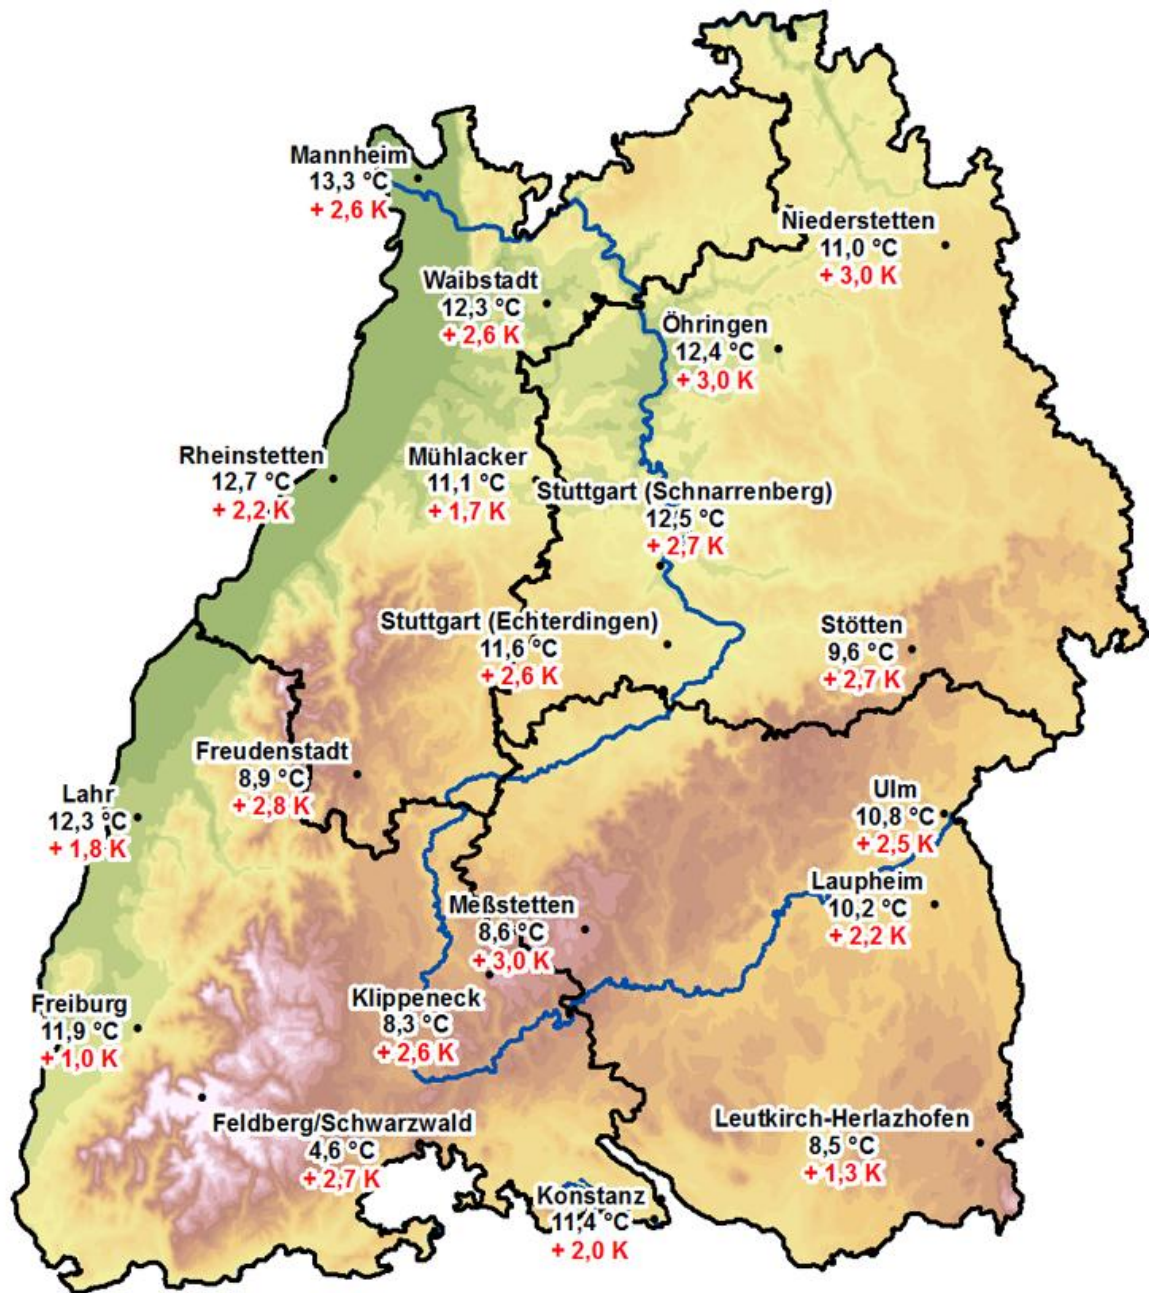 Mannheim
13,3 °C
+ 2,6 K
Niederstetten
11,0 °C
+ 3,0 K
Waibstadt
12,3 °C
+ 2,6 K
Öhringen
12,4 °C
+ 3,0 K
Rheinstetten
12,7 °C
+ 2,2 K
Mühlacker
11,1 °C
+ 1,7 K
Stuttgart (Schnarrenberg)
12,5 °C
+ 2,7 K
Stuttgart (Echterdingen)
11,6 °C
+ 2,6 K
Stötten
9,6 °C
+ 2,7 K
Freudenstadt
8,9 °C
+ 2,8 K
Lahr
12,3 °C
+ 1,8 K
Ulm
10,8 °C
+ 2,5 K
Laupheim
10,2 °C
+ 2,2 K
Meßstetten
8,6 °C
+ 3,0 K
Klippeneck
8,3 °C
+ 2,6 K
Freiburg
11,9 °C
+ 1,0 K
Feldberg/Schwarzwald
4,6 °C
+ 2,7 K
Leutkirch-Herlazhofen
8,5 °C
+ 1,3 K
Konstanz
11,4 °C
+ 2,0 K